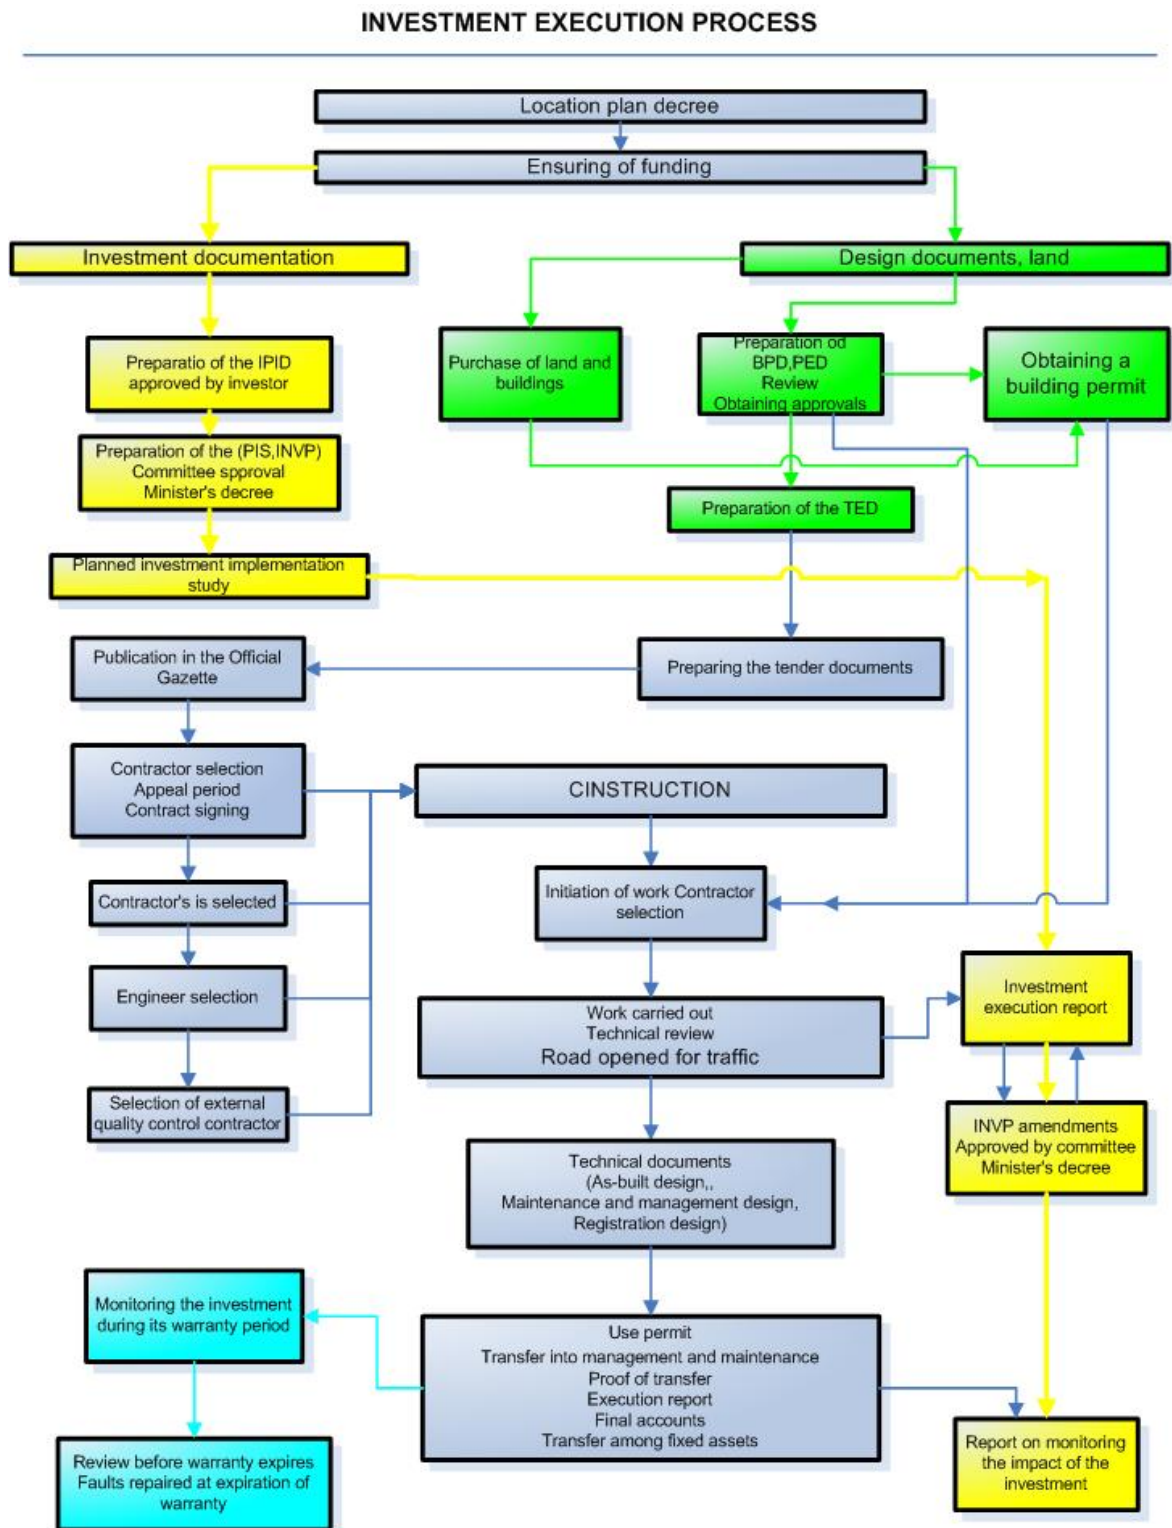 INVESTMENT EXECUTION PROCESS
Location plan decree
Ensuring of funding
Investment documentation
Design documents, land
Preparatio of the IPID
approved by investor
Purchase of land and
buildings
Preparation od
BPD,PED
Review
Obtaining approvals
Obtaining a
building permit
Preparation of the (PIS,INVP)
Committee spproval
Minister's decree
Preparation of the TED
Planned investment implementation
study
Publication in the Official
Gazette
Preparing the tender documents
Contractor selection
Appeal period
Contract signing
CINSTRUCTION
Contractor's is selected
Initiation of work Contractor
selection
Engineer selection
Work carried out
Technical review
Road opened for traffic
Investment
execution report
Selection of external
quality control contractor
INVP amendments
Approved by committee
Minister's decree
Technical documents
(As-built design,,
Maintenance and management design,
Registration design)
Monitoring the investment
during its warranty period
Use permit
Transfer into management and maintenance
Proof of transfer
Execution report
Final accounts
Transfer among fixed assets
Review before warranty expires
Faults repaired at expiration of
warranty
Report on monitoring
the impact of the
investment